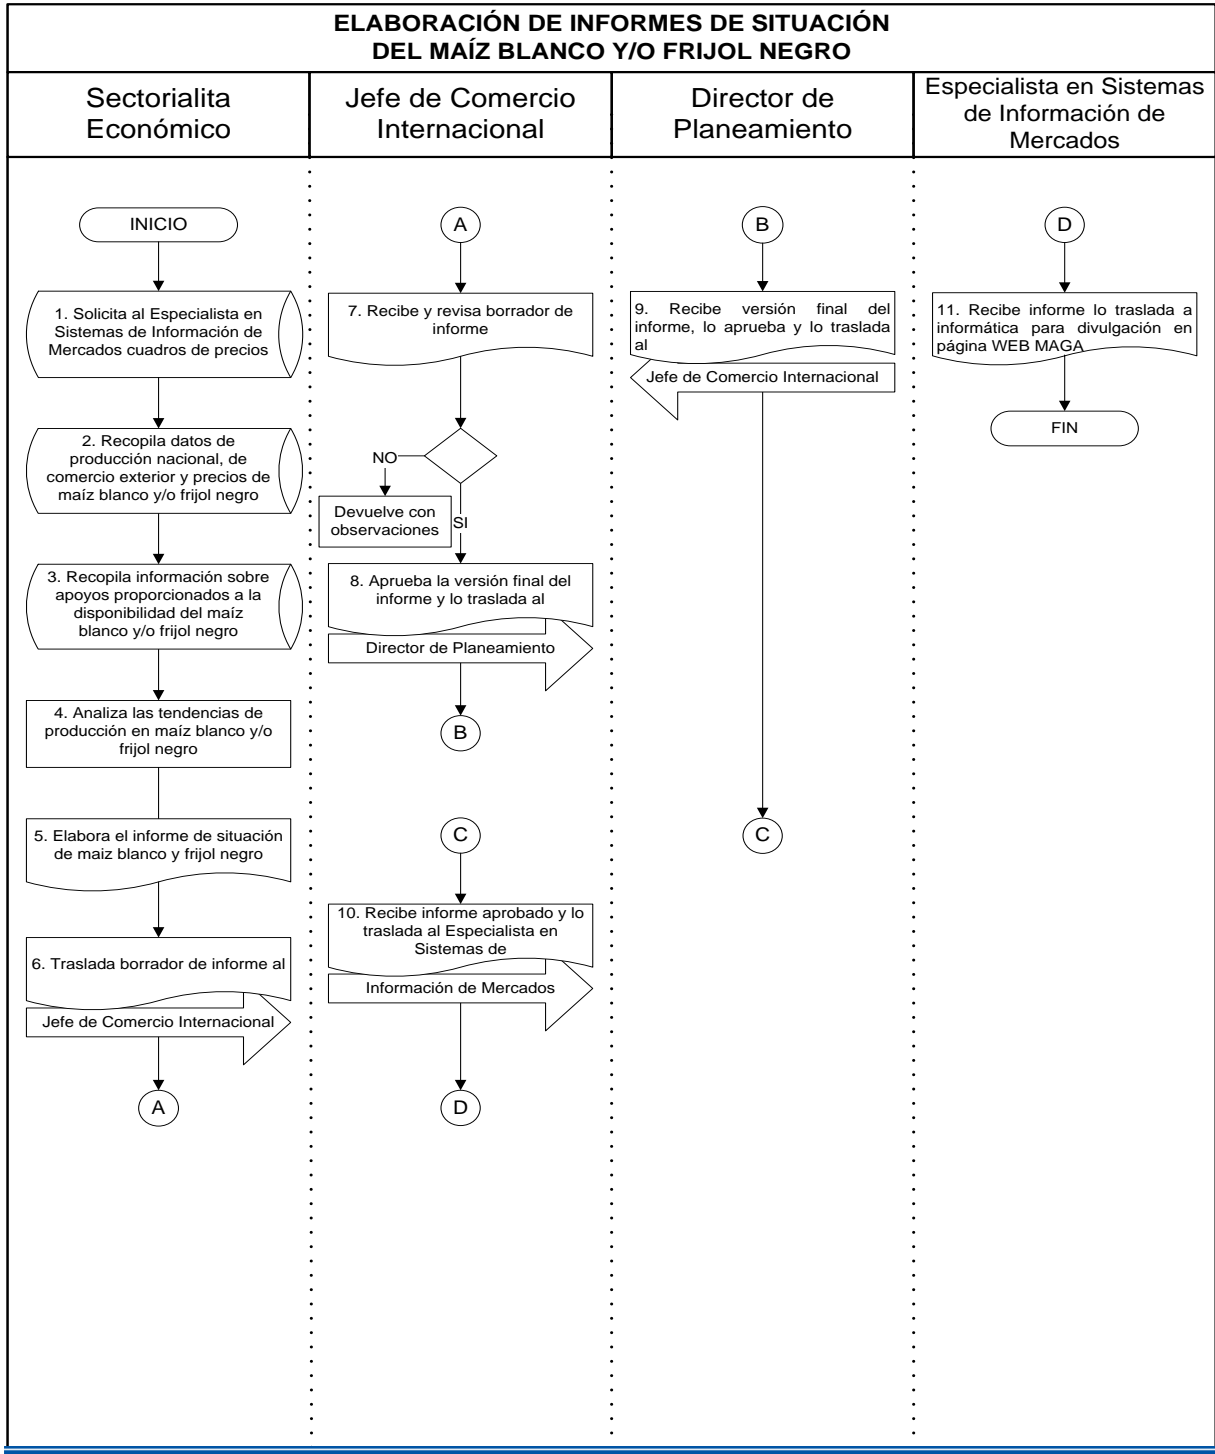 ELABORACIÓN DE INFORMES DE SITUACIÓN
DEL MAÍZ BLANCO Y/O FRIJOL NEGRO
Sectorialita
Económico
Jefe de Comercio
Internacional
Director de
Planeamiento
Especialista en Sistemas
de Información de
Mercados
INICIO
1. Solicita al Especialista en
Sistemas de Información de
Mercados cuadros de precios
2. Recopila datos de
producción nacional, de
comercio exterior y precios de
maíz blanco y/o frijol negro
3. Recopila información sobre
apoyos proporcionados a la
disponibilidad del maíz
blanco y/o frijol negro
4. Analiza las tendencias de
producción en maíz blanco y/o
frijol negro
5. Elabora el informe de situación
de maiz blanco y frijol negro
6. Traslada borrador de informe al
Jefe de Comercio Internacional
A
A
7. Recibe y revisa borrador de
informe
NO
Devuelve con
observaciones
SI
8. Aprueba la versión final del
informe y lo traslada al
Director de Planeamiento
B
C
10. Recibe informe aprobado y lo
traslada al Especialista en
Sistemas de
Información de Mercados
D
B
9. Recibe versión final del
informe, lo aprueba y lo traslada
al
Jefe de Comercio Internacional
C
D
11. Recibe informe lo traslada a
informática para divulgación en
página WEB MAGA
FIN